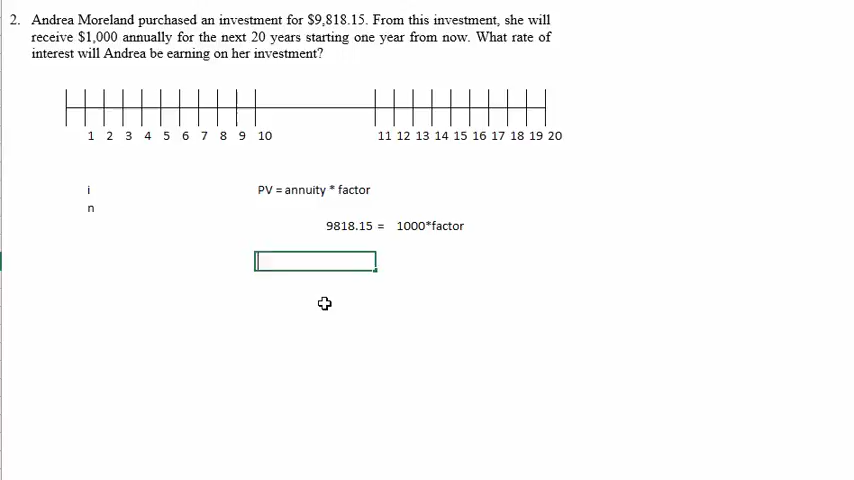 2. Andrea Moreland purchased an investment for $9,818.15. From this investment, she will
receive $1,000 annually for the next 20 years starting one year from now. What rate of
interest will Andrea be earning on her investment?
1 2 3 4 5 6 7 8 9 10 11 12 13 14 15 16 17 18 19 20
i PV = annuity * factor
n
9818.15 = 1000*factor